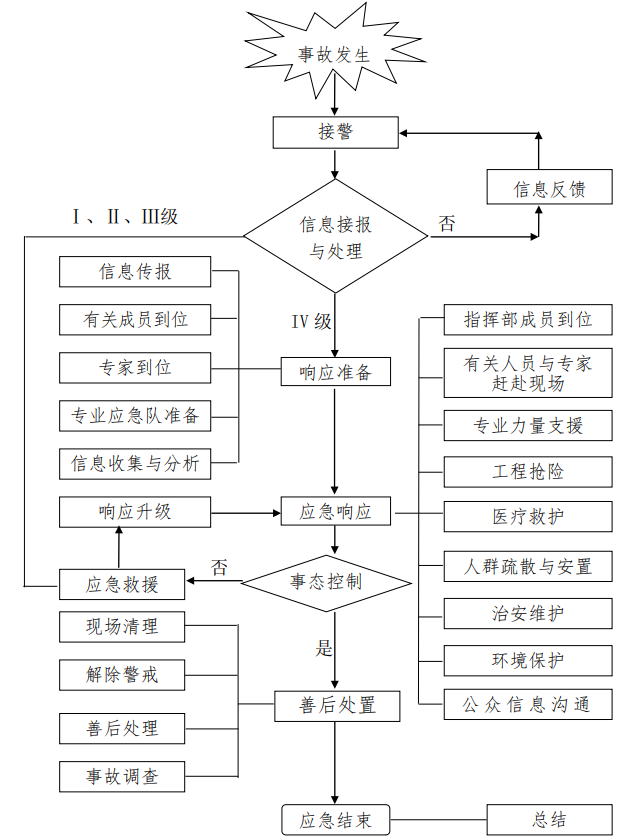 事故发生
接警
信息反馈
Ⅰ、Ⅱ、Ⅲ级
信息接报
与处理
否
信息传报
有关成员到位
专家到位
专业应急队准备
信息收集与分析
IV 级
响应准备
指挥部成员到位
有关人员与专家
赶赴现场
专业力量支援
工程抢险
医疗救护
人群疏散与安置
治安维护
环境保护
公众信息沟通
响应升级
应急响应
应急救援
否
事态控制
是
现场清理
解除警戒
善后处理
事故调查
善后处置
应急结束
总结